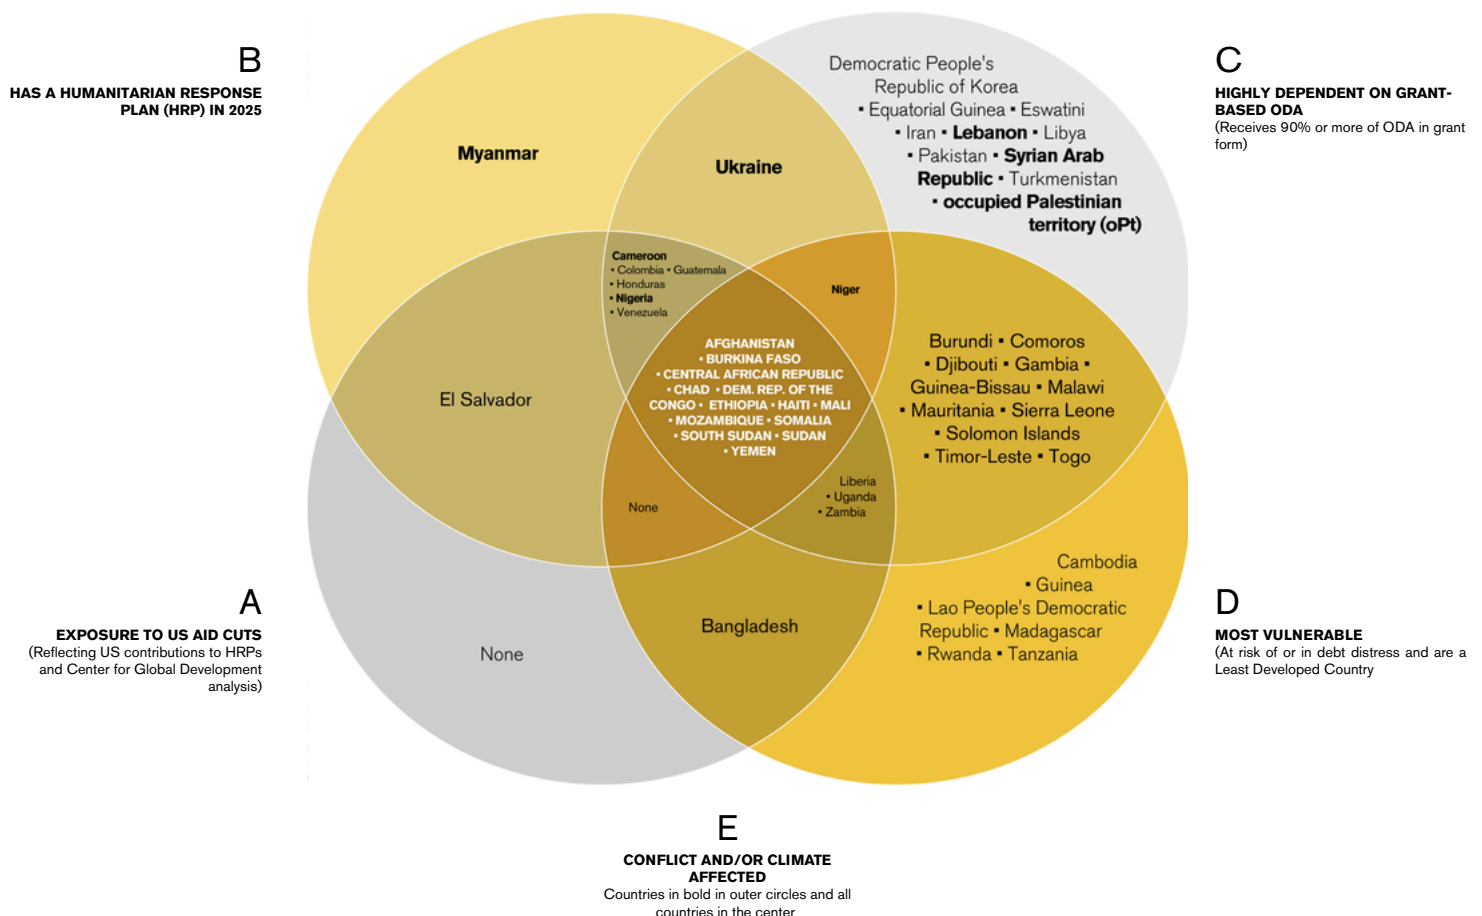 B
HAS A HUMANITARIAN RESPONSE
PLAN (HRP) IN 2025
C
HIGHLY DEPENDENT ON GRANT-
BASED ODA
(Receives 90% or more of ODA in grant
form)
Democratic People's
Republic of Korea
▪ Equatorial Guinea ▪ Eswatini
▪ Iran ▪ Lebanon ▪ Libya
▪ Pakistan ▪ Syrian Arab
Republic ▪ Turkmenistan
▪ occupied Palestinian
territory (oPt)
Myanmar
Ukraine
Cameroon
▪ Colombia ▪ Guatemala
▪ Honduras
▪ Nigeria
▪ Venezuela
Niger
AFGHANISTAN
▪ BURKINA FASO
▪ CENTRAL AFRICAN REPUBLIC
▪ CHAD ▪ DEM. REP. OF THE
CONGO ▪ ETHIOPIA ▪ HAITI ▪ MALI
▪ MOZAMBIQUE ▪ SOMALIA
▪ SOUTH SUDAN ▪ SUDAN
▪ YEMEN
Burundi ▪ Comoros
▪ Djibouti ▪ Gambia ▪
Guinea-Bissau ▪ Malawi
▪ Mauritania ▪ Sierra Leone
▪ Solomon Islands
▪ Timor-Leste ▪ Togo
El Salvador
None
Liberia
▪ Uganda
▪ Zambia
Cambodia
▪ Guinea
▪ Lao People's Democratic
Republic ▪ Madagascar
▪ Rwanda ▪ Tanzania
Bangladesh
None
A
EXPOSURE TO US AID CUTS
(Reflecting US contributions to HRPs
and Center for Global Development
analysis)
D
MOST VULNERABLE
(At risk of or in debt distress and are a
Least Developed Country
E
CONFLICT AND/OR CLIMATE
AFFECTED
Countries in bold in outer circles and all
countries in the center